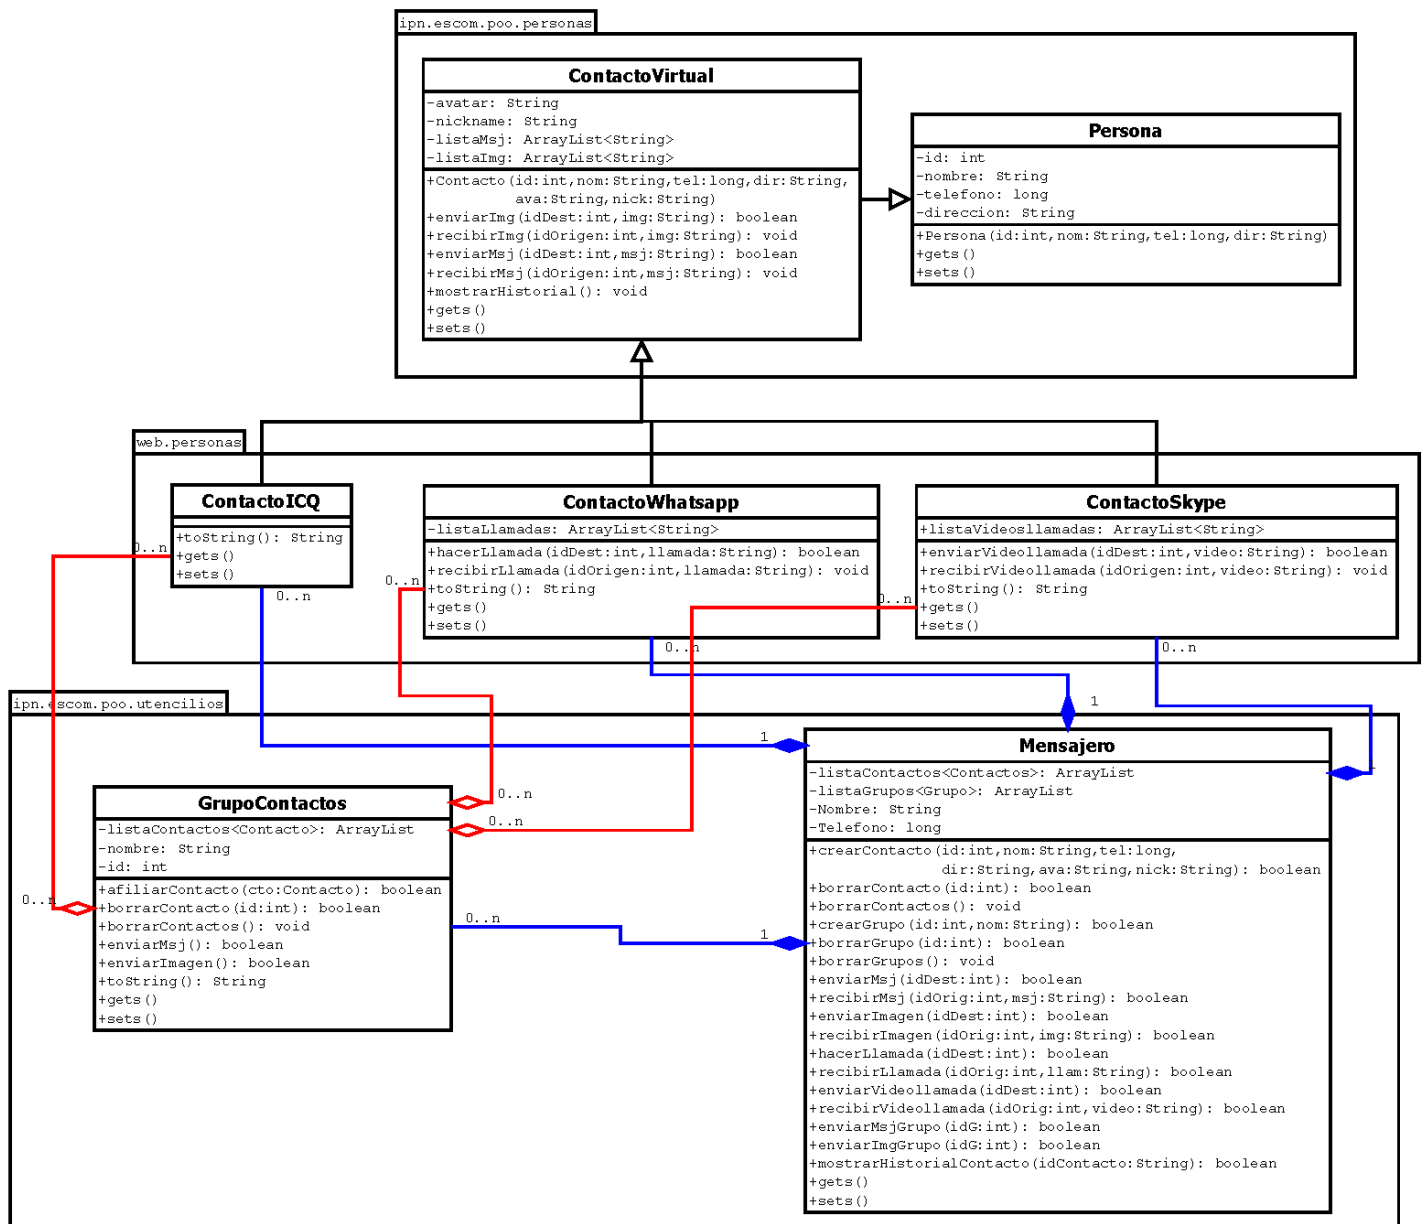 ipn.escom.poo.personas
ContactoVirtual
-avatar: String
-nickname: String
-listaMsj: ArrayList<String>
-listaImg: ArrayList<String>
+Contacto(id:int,nom:String,tel:long,dir:String,
ava:String,nick:String)
+enviarImg(idDest:int,img:String): boolean
+recibirImg(idOrigen:int,img:String): void
+enviarMsj(idDest:int,msj:String): boolean
+recibirMsj(idOrigen:int,msj:String): void
+mostrarHistorial(): void
+gets()
+sets()
Persona
-id: int
-nombre: String
-telefono: long
-direccion: String
+Persona(id:int,nom:String,tel:long,dir:String)
+gets()
+sets()
web.personas
ContactoICQ
+toString(): String
+gets()
+sets()
0..n
0..n
ContactoWhatsapp
-listaLlamadas: ArrayList<String>
+hacerLlamada(idDest:int,llamada:String): boolean
+recibirLlamada(idOrigen:int,llamada:String): void
+toString(): String
+gets()
+sets()
0..n
0..n
ContactoSkype
+listaVideosllamadas: ArrayList<String>
+enviarVideollamada(idDest:int,video:String): boolean
+recibirVideollamada(idOrigen:int,video:String): void
+toString(): String
+gets()
+sets()
0..n
0..n
ipn.escom.poo.utencilios
GrupoContactos
-listaContactos<Contacto>: ArrayList
-nombre: String
-id: int
+afiliarContacto(cto:Contacto): boolean
+borrarContacto(id:int): boolean
+borrarContactos(): void
+enviarMsj(): boolean
+enviarImagen(): boolean
+toString(): String
+gets()
+sets()
0..n
0..n
0..n
0..n
1
1
1
Mensajero
-listaContactos<Contactos>: ArrayList
-listaGrupos<Grupo>: ArrayList
-Nombre: String
-Telefono: long
+crearContacto(id:int,nom:String,tel:long,
dir:String,ava:String,nick:String): boolean
+borrarContacto(id:int): boolean
+borrarContactos(): void
+crearGrupo(id:int,nom:String): boolean
+borrarGrupo(id:int): boolean
+borrarGrupos(): void
+enviarMsj(idDest:int): boolean
+recibirMsj(idOrig:int,msj:String): boolean
+enviarImagen(idDest:int): boolean
+recibirImagen(idOrig:int,img:String): boolean
+hacerLlamada(idDest:int): boolean
+recibirLlamada(idOrig:int,llam:String): boolean
+enviarVideollamada(idDest:int): boolean
+recibirVideollamada(idOrig:int,video:String): boolean
+enviarMsjGrupo(idG:int): boolean
+enviarImgGrupo(idG:int): boolean
+mostrarHistorialContacto(idContacto:String): boolean
+gets()
+sets()